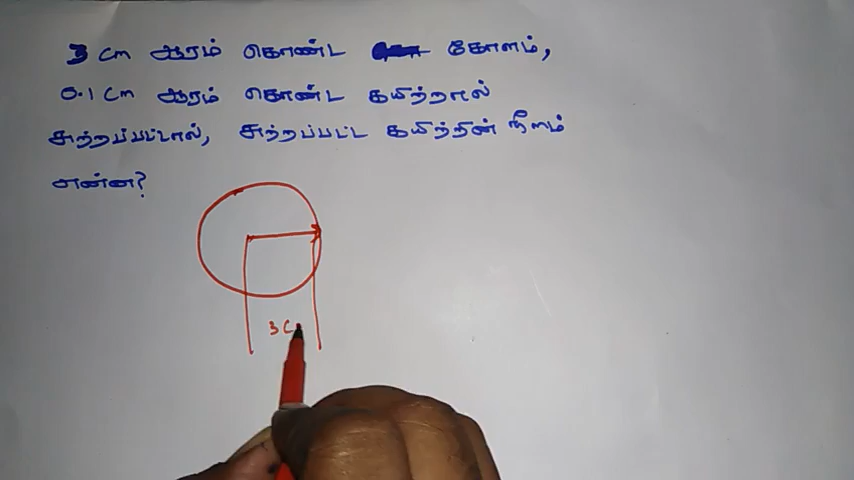 3 cm ஆரம் கொண்ட கோளம்,
0.1 cm ஆரம் கொண்ட கயிற்றால்
சுற்றப்பட்டால், சுற்றப்பட்ட கயிற்றின் நீளம்
என்ன?
3 C